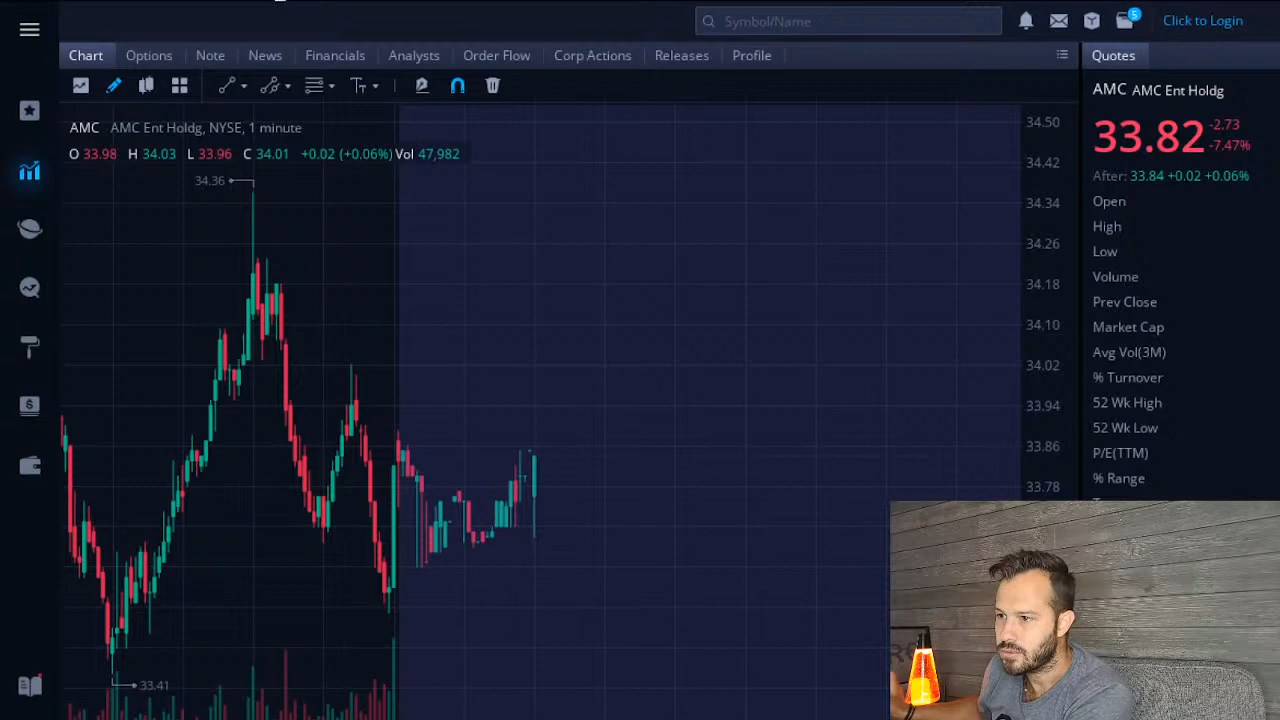 Symbol/Name
5
Click to Login
Chart Options Note News Financials Analysts Order Flow Corp Actions Releases Profile
Quotes
AMC AMC Ent Holdg
33.82
-2.73
-7.47%
After: 33.84 +0.02 +0.06%
Open
High
Low
Volume
Prev Close
Market Cap
Avg Vol(3M)
% Turnover
52 Wk High
52 Wk Low
P/E(TTM)
% Range
AMC AMC Ent Holdg, NYSE, 1 minute
O 33.98 H 34.03 L 33.96 C 34.01 +0.02 (+0.06%) Vol 47,982
34.36
33.41
34.50
34.42
34.34
34.26
34.18
34.10
34.02
33.94
33.86
33.78